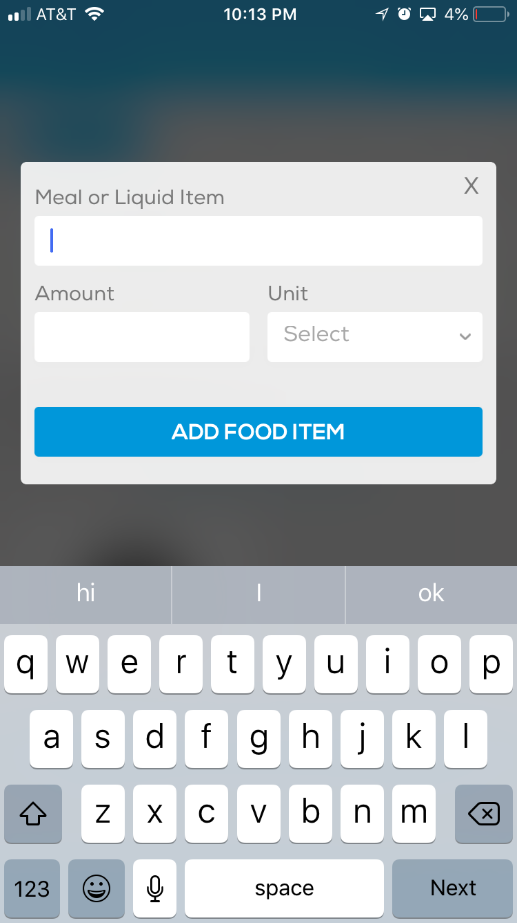 AT&T 10:13 PM 4%
X
Meal or Liquid Item
Amount Unit
Select
ADD FOOD ITEM
hi I ok
q w e r t y u i o p
a s d f g h j k l
z x c v b n m
123 space Next